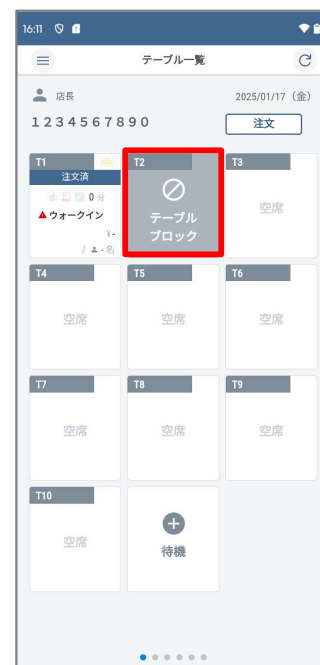 16:11
テーブル一覧
店長
2025/01/17（金）
1234567890
注文
T1
注文済
0 分
ウォークイン
¥-
/ - 名
T2
テーブル
ブロック
T3
空席
T4
空席
T5
空席
T6
空席
T7
空席
T8
空席
T9
空席
T10
空席
待機